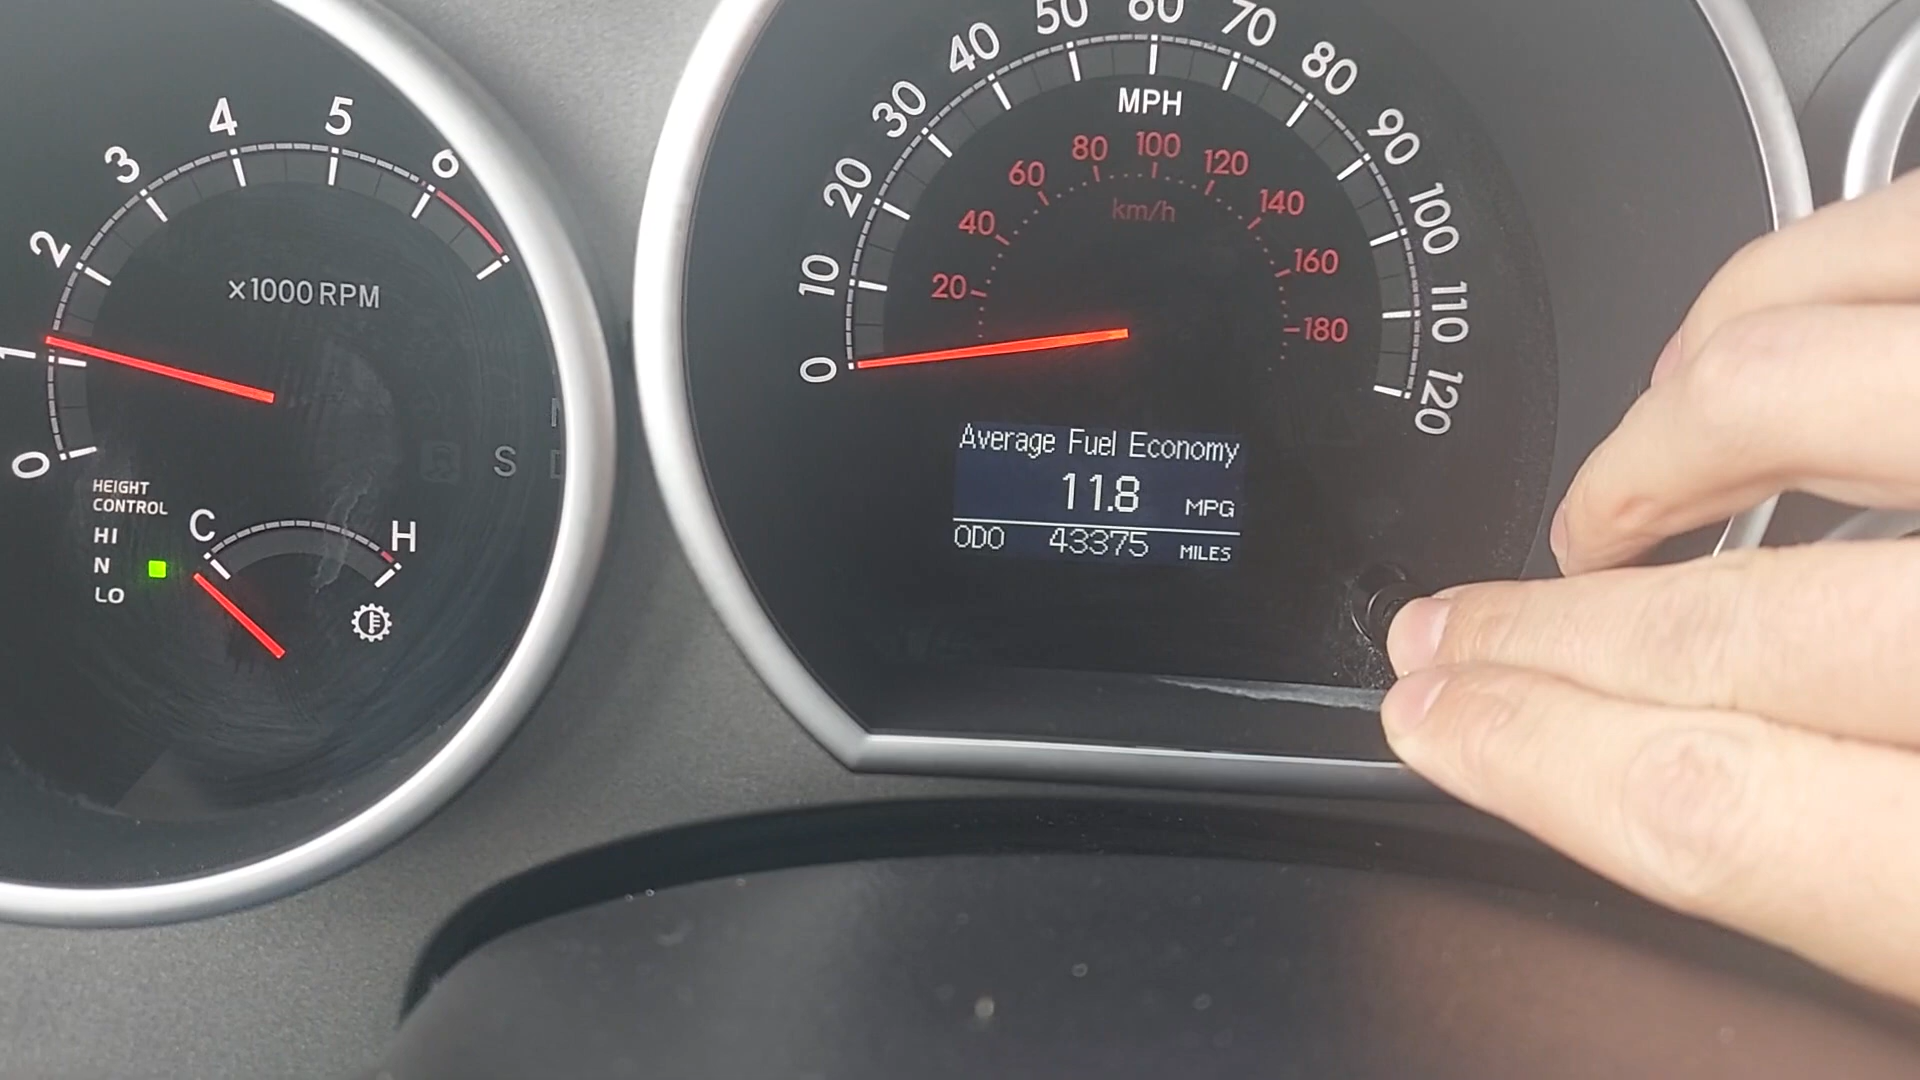 0
1
2
3
4
5
6
x1000RPM
HEIGHT
CONTROL
HI
N
LO
C
H
S
0
10
20
30
40
50
60
70
80
90
100
110
120
MPH
20
40
60
80
100
120
140
160
180
km/h
Average Fuel Economy
11.8 MPG
ODO 43375 MILES